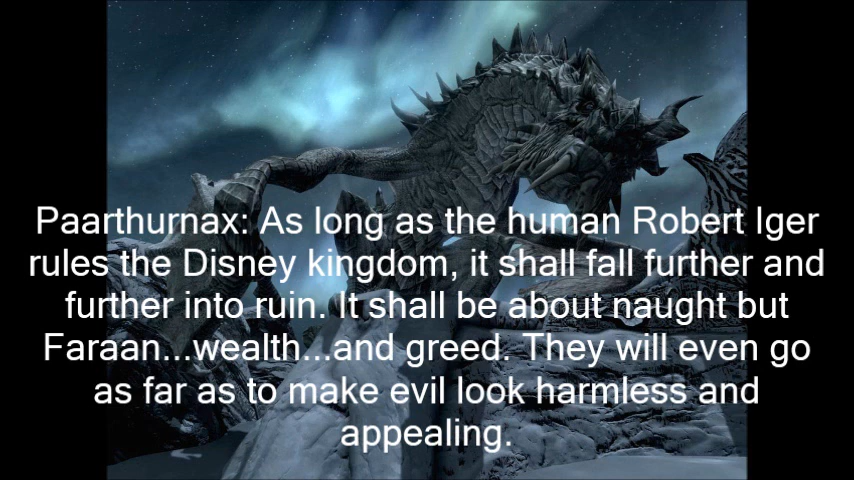 Paarthurnax: As long as the human Robert Iger
rules the Disney kingdom, it shall fall further and
further into ruin. It shall be about naught but
Faraan...wealth...and greed. They will even go
as far as to make evil look harmless and
appealing.